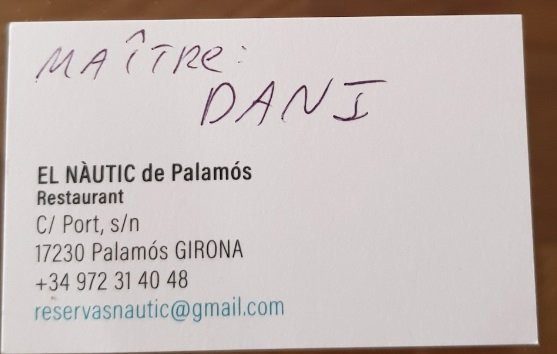 MAÎTRe:
DANI
EL NÀUTIC de Palamós
Restaurant
C/ Port, s/n
17230 Palamós GIRONA
+34 972 31 40 48
reservasnautic@gmail.com